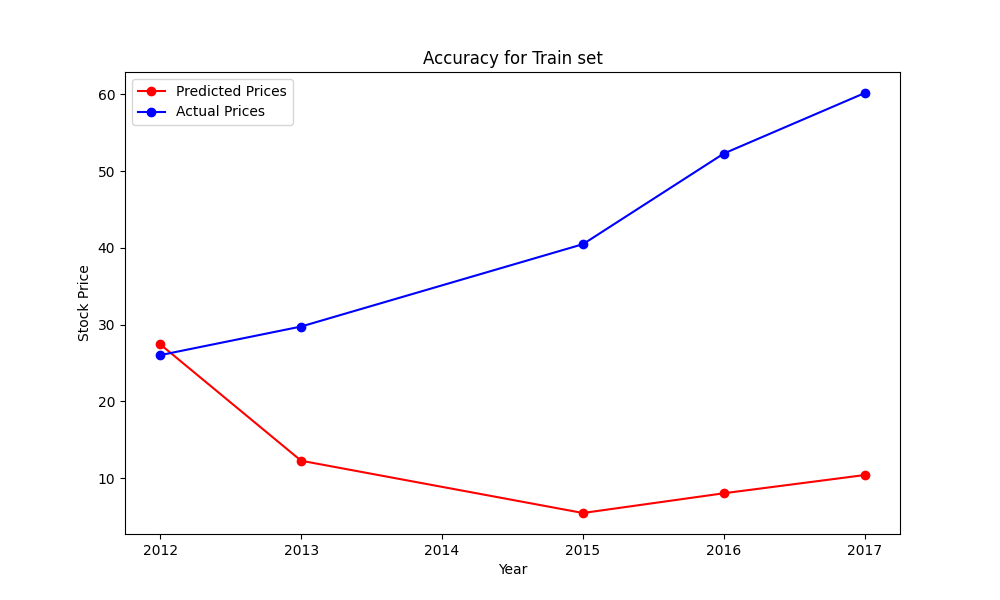 Accuracy for Train set
Predicted Prices
Actual Prices
60
50
40
30
20
10
Stock Price
2012 2013 2014 2015 2016 2017
Year